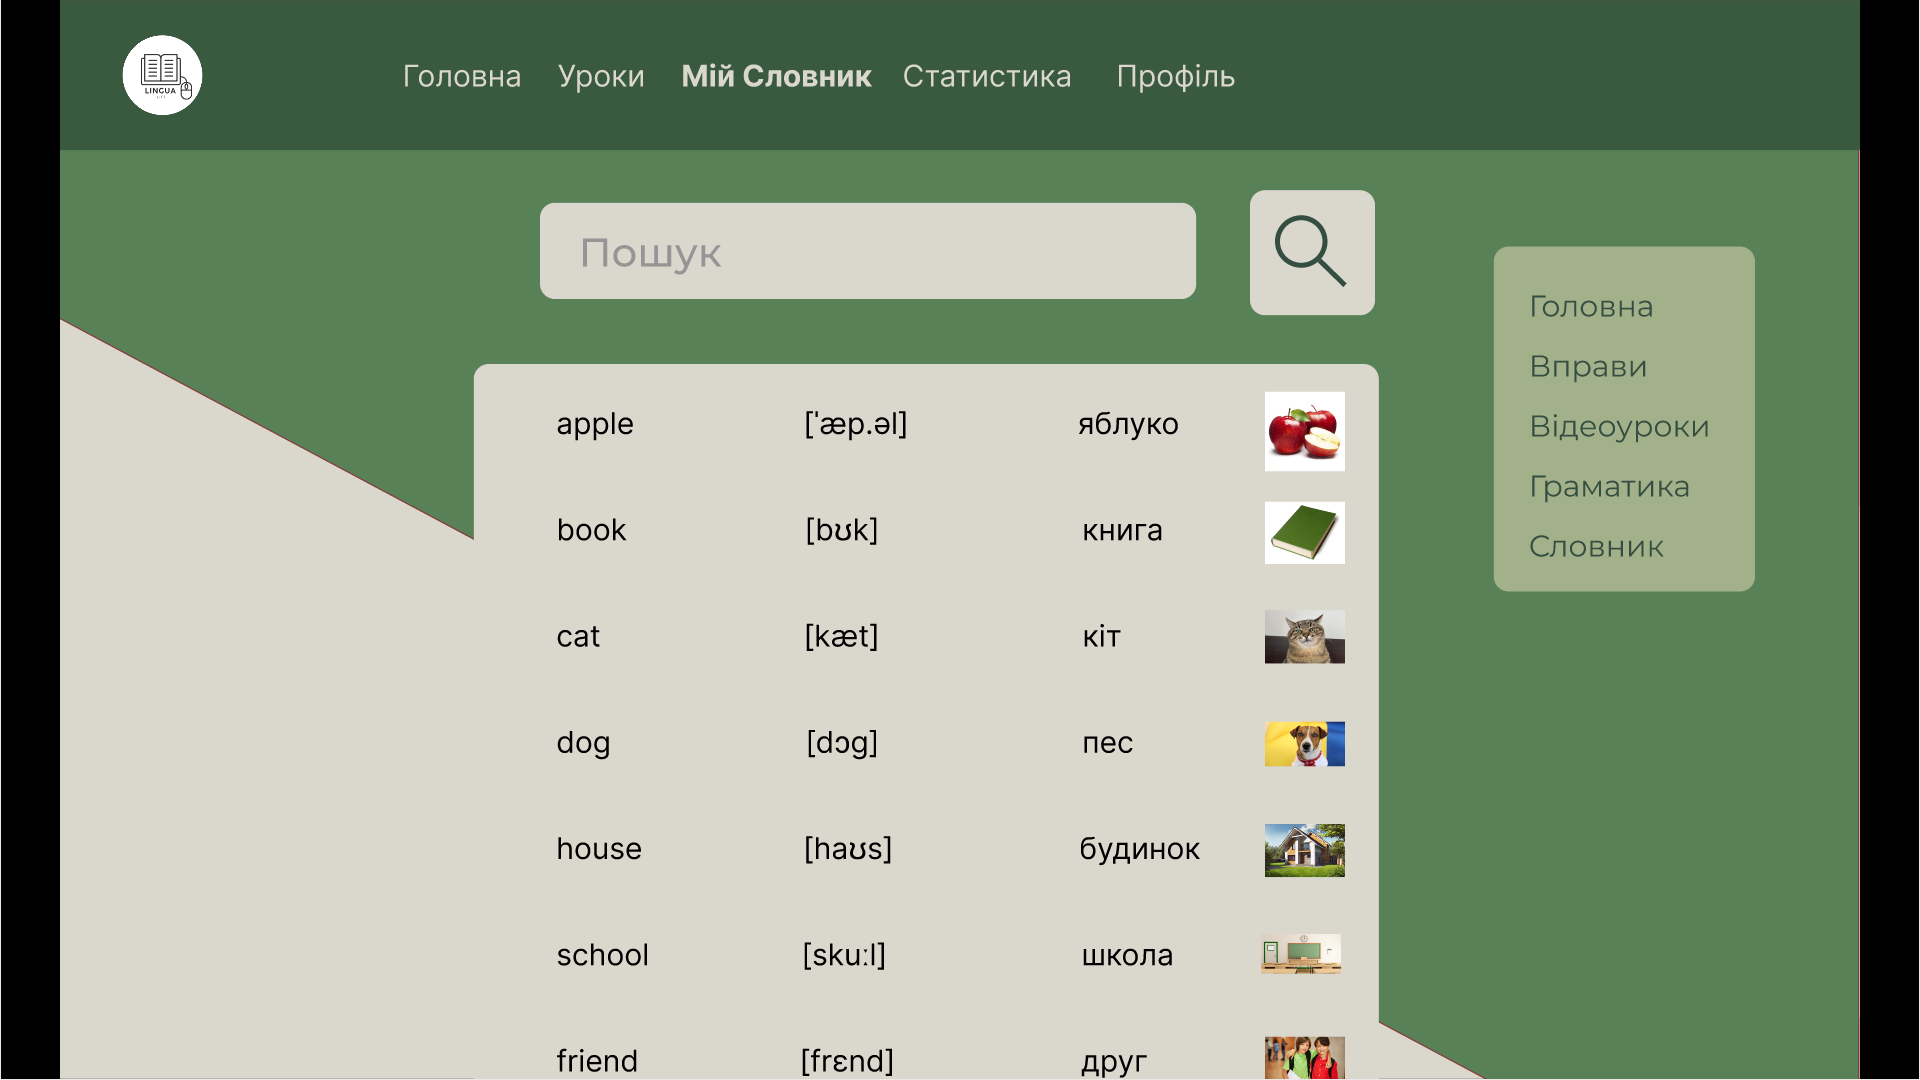 LINGUA
Головна Уроки Мій Словник Статистика Профіль
Пошук
apple [ˈæp.əl] яблуко
book [bʊk] книга
cat [kæt] кіт
dog [dɔg] пес
house [haʊs] будинок
school [skuːl] школа
friend [frɛnd] друг
Головна
Вправи
Відеоуроки
Граматика
Словник